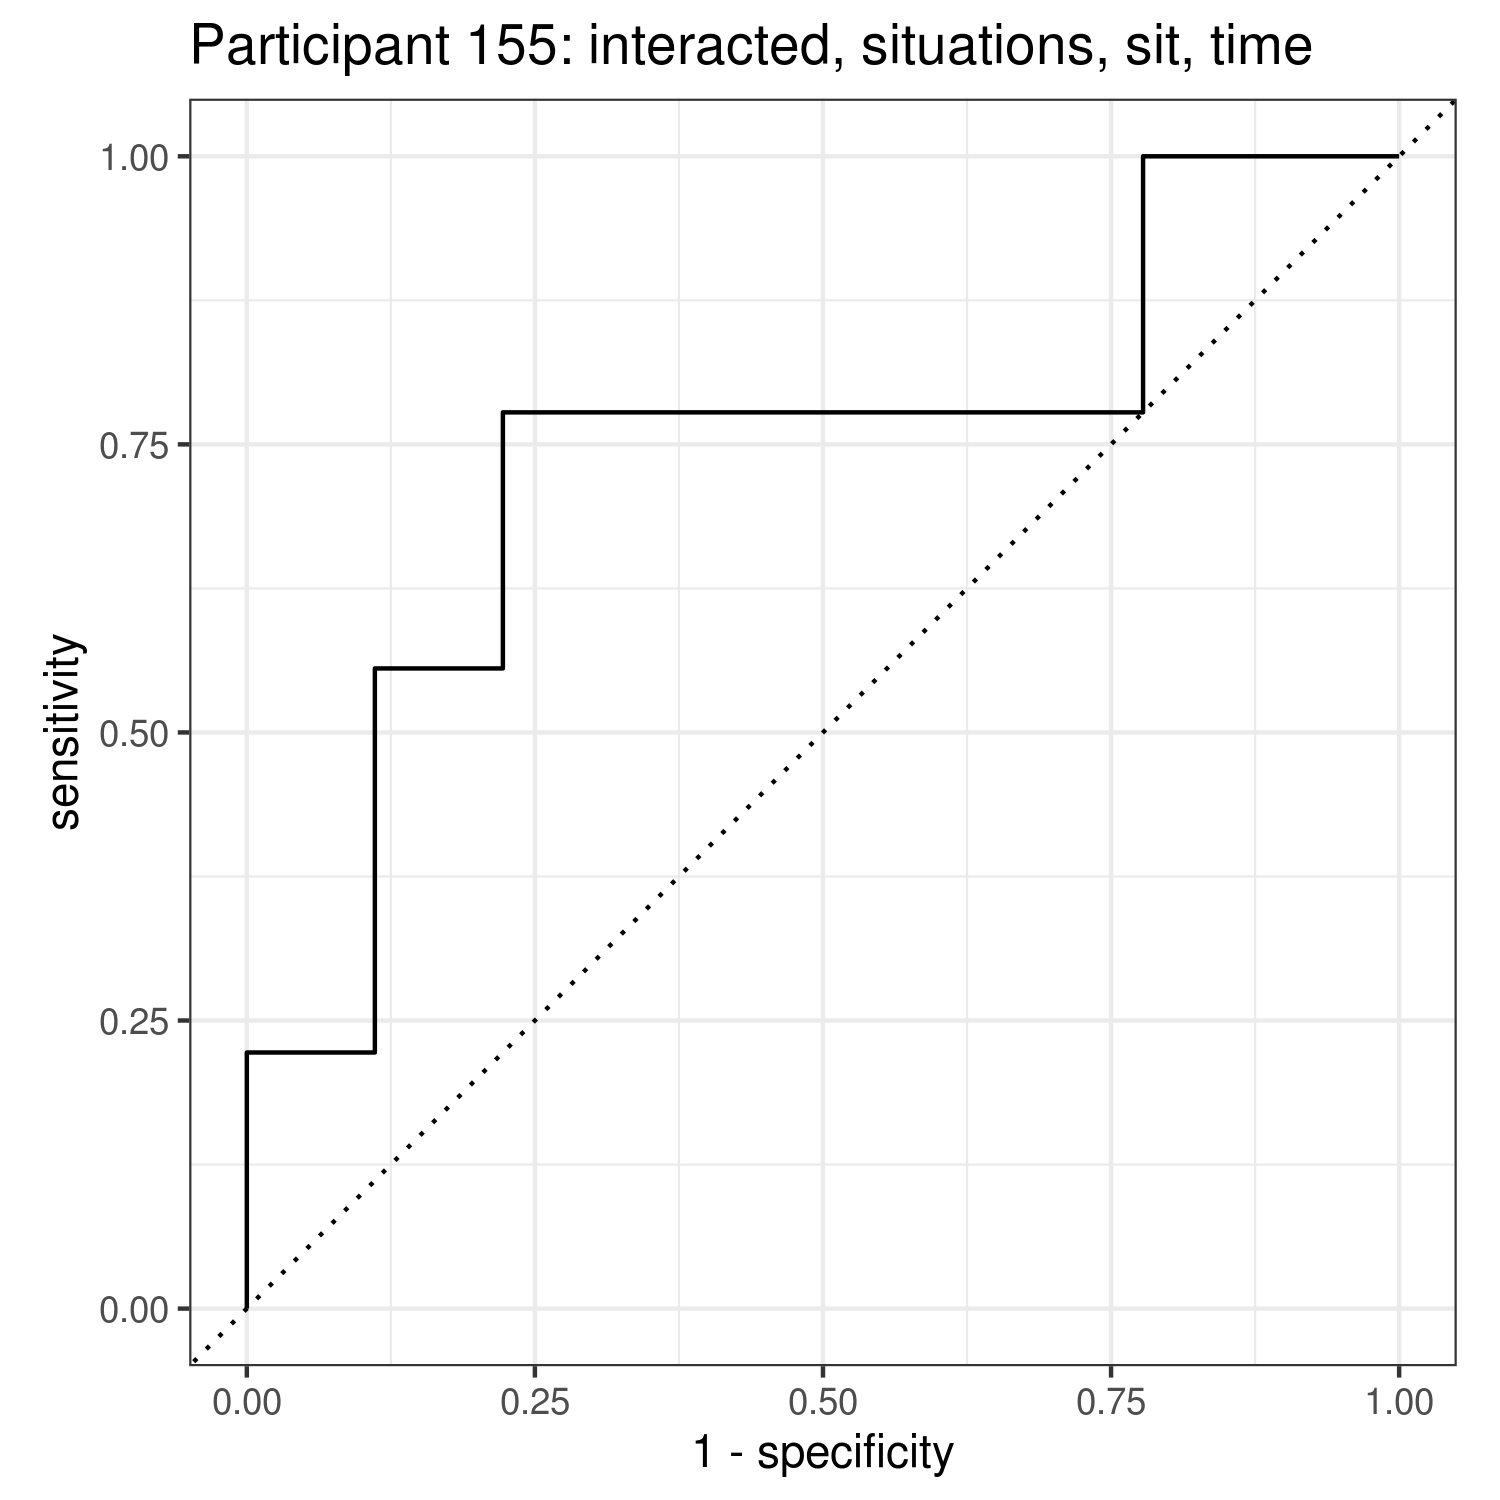 Participant 155: interacted, situations, sit, time
1.00
0.75
0.50
0.25
0.00
sensitivity
0.00 0.25 0.50 0.75 1.00
1 - specificity